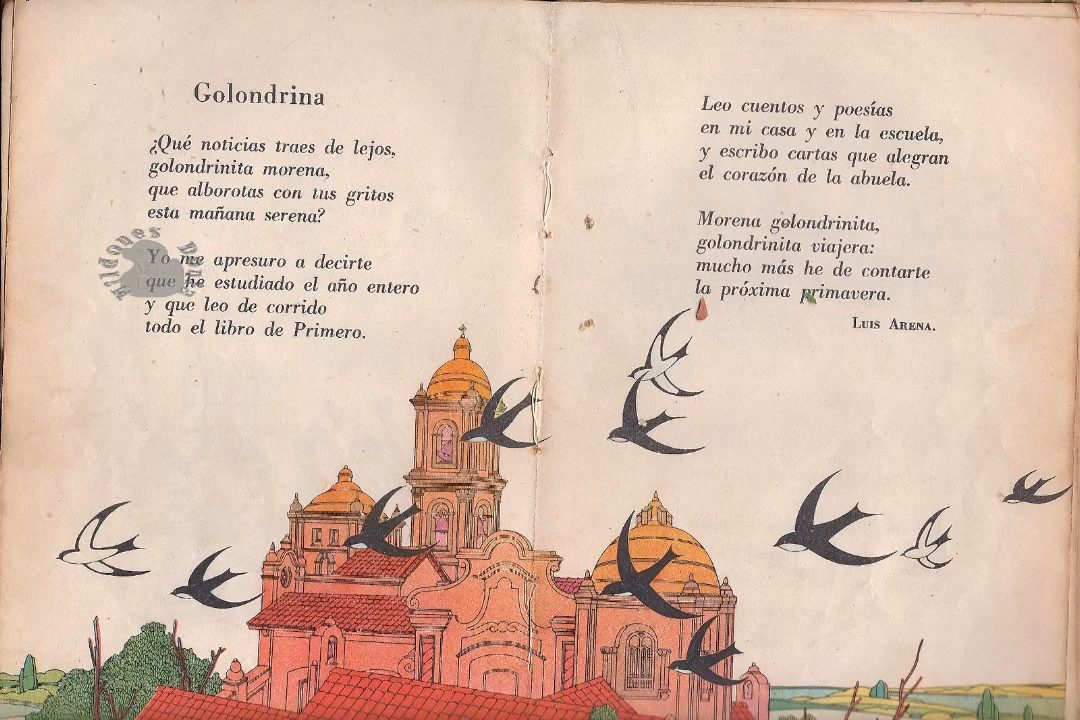 Golondrina
¿Qué noticias traes de lejos,
golondrinita morena,
que alborotas con tus gritos
esta mañana serena?
Yo me apresuro a decirte
que he estudiado el año entero
y que leo de corrido
todo el libro de Primero.
Leo cuentos y poesías
en mi casa y en la escuela,
y escribo cartas que alegran
el corazón de la abuela.
Morena golondrinita,
golondrinita viajera:
mucho más he de contarte
la próxima primavera.
LUIS ARENA.